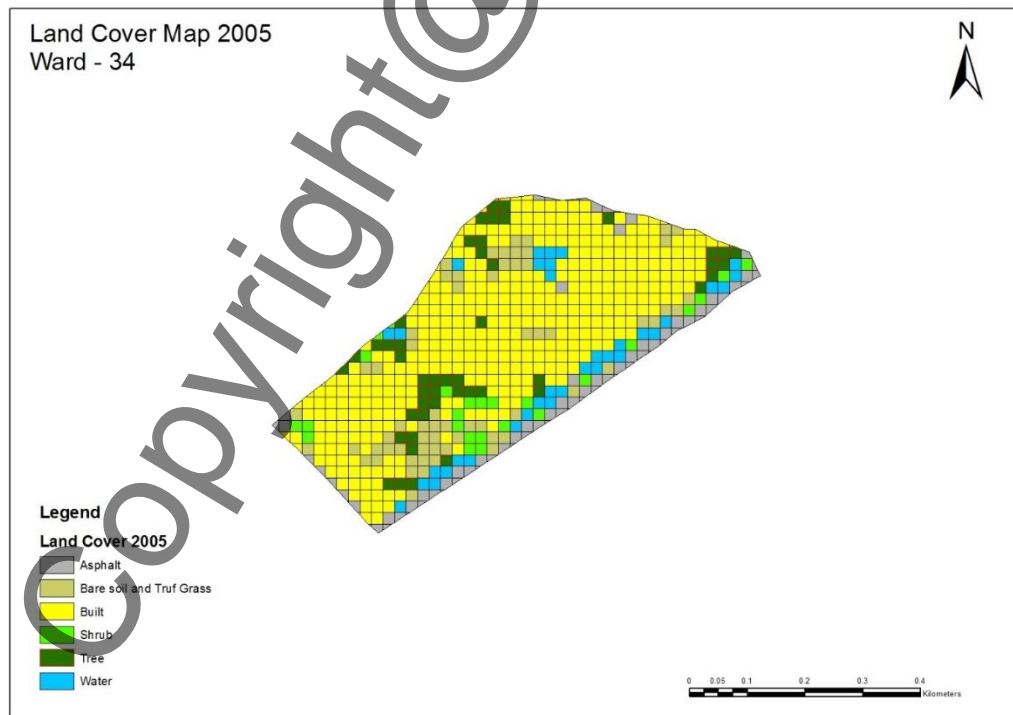 Land Cover Map 2005
Ward - 34
N
Copyright@
Legend
Land Cover 2005
Asphalt
Bare soil and Truf Grass
Built
Shrub
Tree
Water
0 0.05 0.1 0.2 0.3 0.4
Kilometers